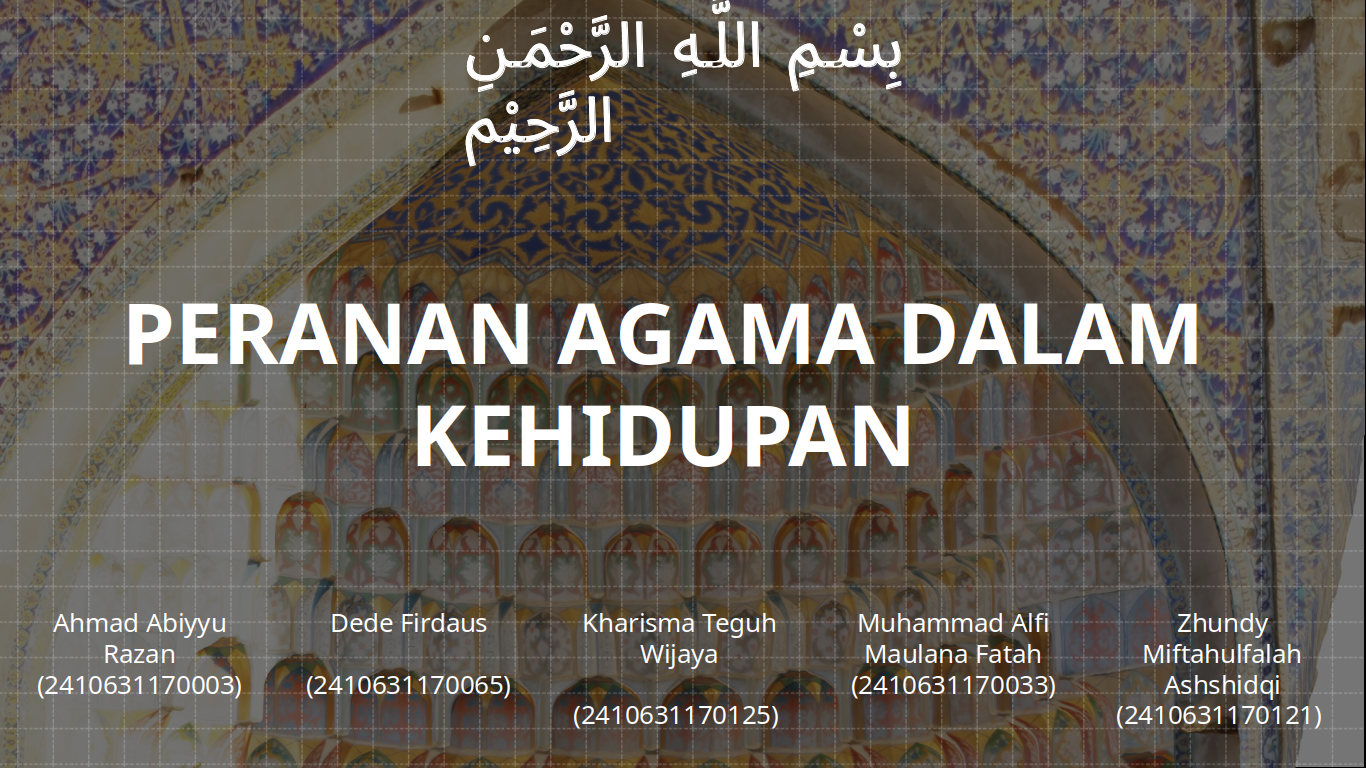 بِسْمِ اللَّهِ الرَّحْمَنِ
الرَّحِيْم
PERANAN AGAMA DALAM
KEHIDUPAN
Ahmad Abiyyu
Razan
(2410631170003)
Dede Firdaus
(2410631170065)
Kharisma Teguh
Wijaya
(2410631170125)
Muhammad Alfi
Maulana Fatah
(2410631170033)
Zhundy
Miftahulfalah
Ashshidqi
(2410631170121)